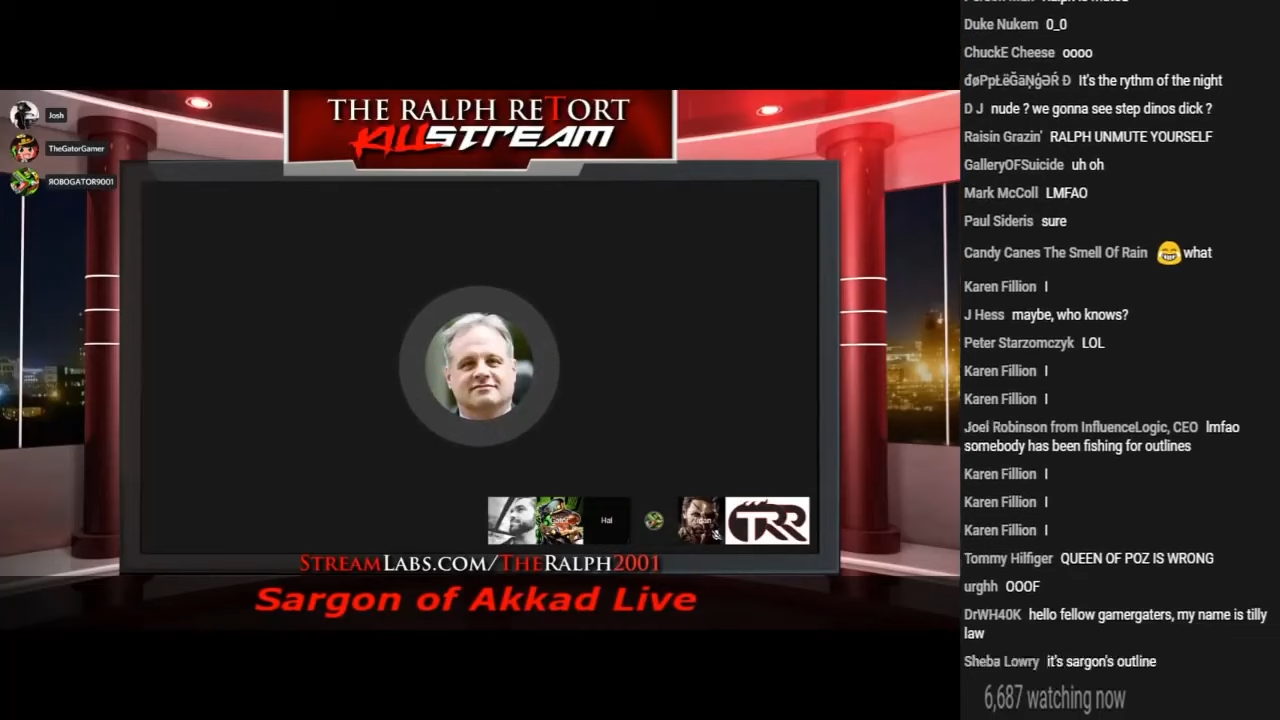 Duke Nukem 0_0
ChuckE Cheese oooo
It's the rythm of the night
D J nude ? we gonna see step dinos dick ?
Raisin Grazin' RALPH UNMUTE YOURSELF
GalleryOFSuicide uh oh
Mark McColl LMFAO
Paul Sideris sure
Candy Canes The Smell Of Rain 😂 what
Karen Fillion I
J Hess maybe, who knows?
Peter Starzomczyk LOL
Karen Fillion I
Karen Fillion I
Joel Robinson from InfluenceLogic, CEO lmfao
somebody has been fishing for outlines
Karen Fillion I
Karen Fillion I
Karen Fillion I
Tommy Hilfiger QUEEN OF POZ IS WRONG
urghh OOOF
DrWH40K hello fellow gamergaters, my name is tilly
law
Sheba Lowry it's sargon's outline
6,687 watching now
Josh
TheGatorGamer
ROBOGATOR9001
THE RALPH RETORT
KILLSTREAM
Gator
Hal
Zidan
TRR
STREAMLABS.COM/THERALPH2001
Sargon of Akkad Live